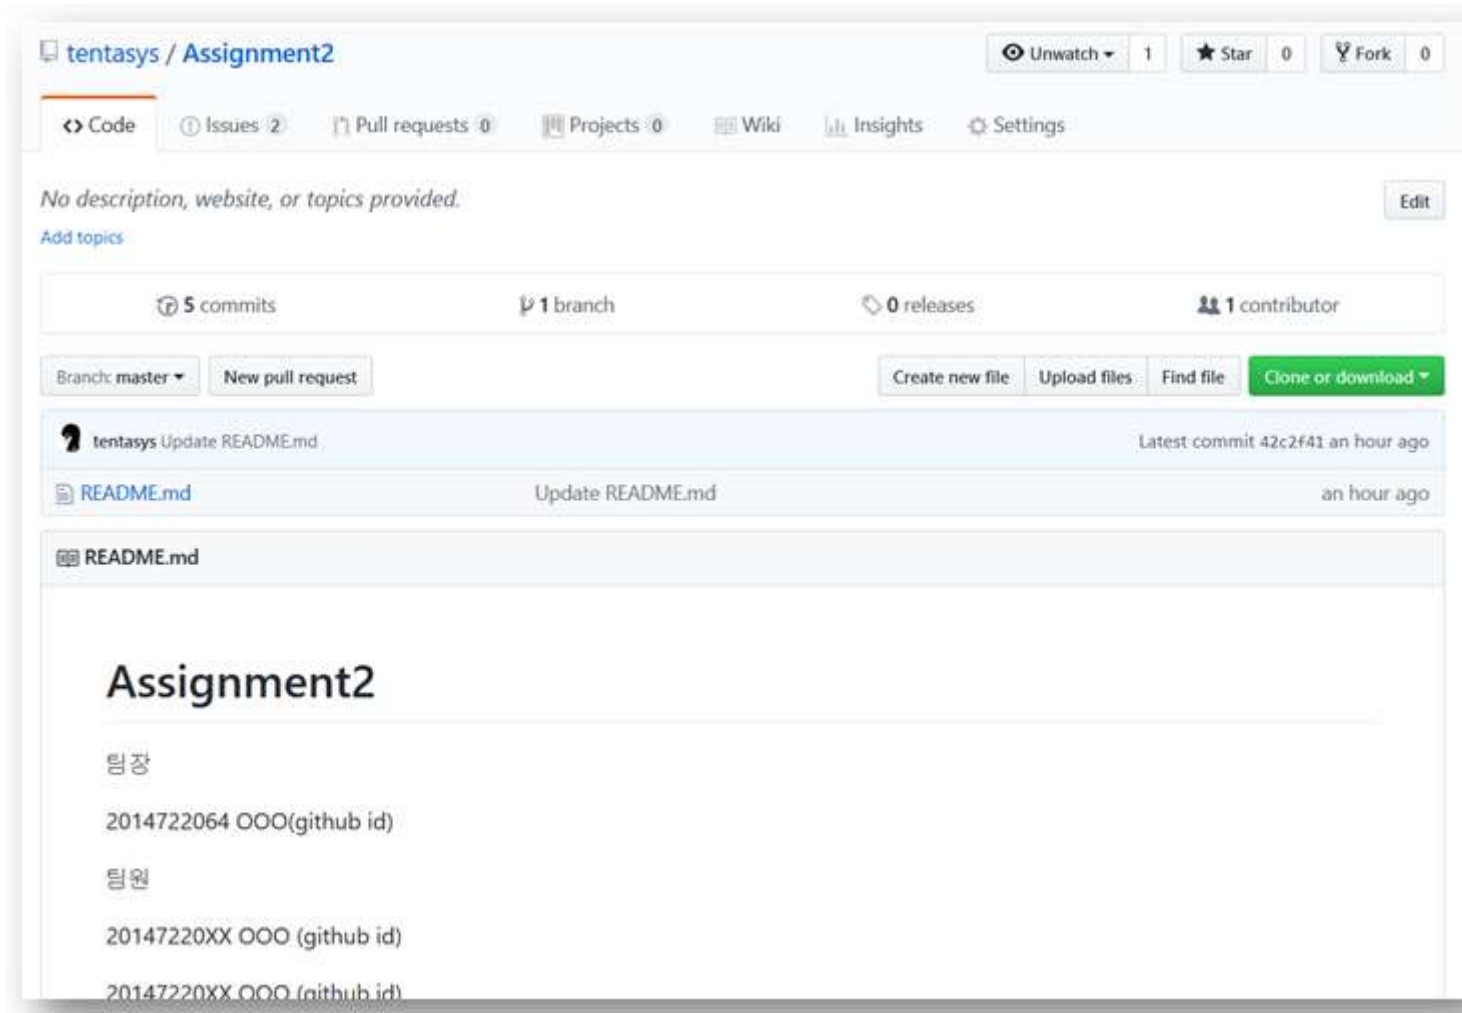 tentasys / Assignment2 Unwatch 1 Star 0 Fork 0
Code Issues 2 Pull requests 0 Projects 0 Wiki Insights Settings
No description, website, or topics provided. Edit
Add topics
5 commits 1 branch 0 releases 1 contributor
Branch: master New pull request Create new file Upload files Find file Clone or download
tentasys Update README.md Latest commit 42c2f41 an hour ago
README.md Update README.md an hour ago
README.md
Assignment2
팀장
2014722064 OOO(github id)
팀원
20147220XX OOO (github id)
20147220XX OOO (github id)